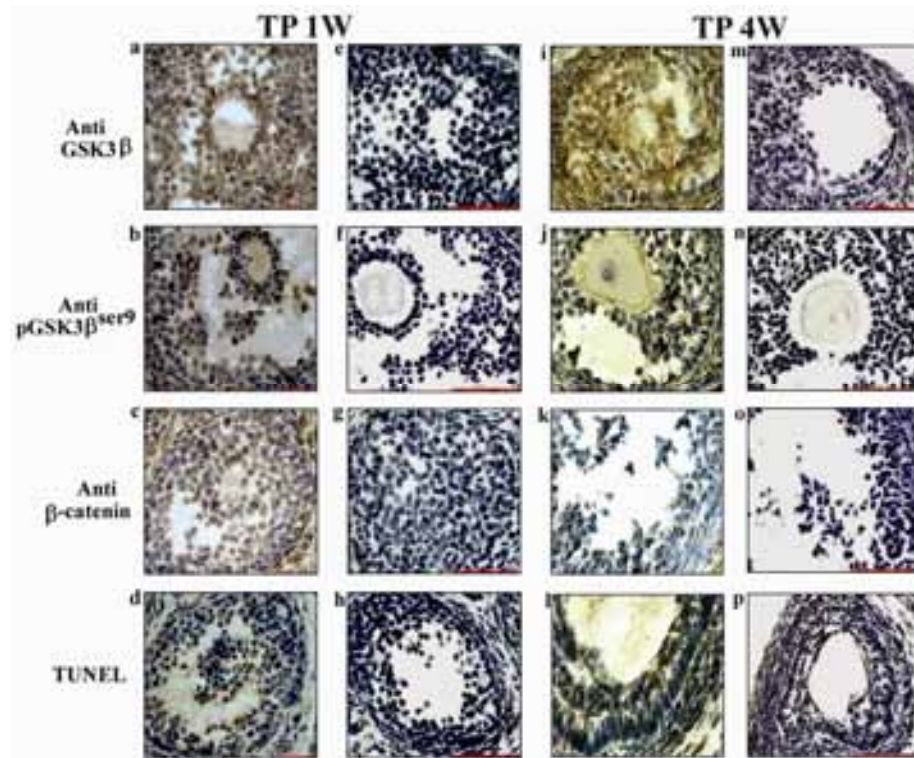 TP 1W TP 4W
a e i m
Anti
GSK3β
b f j n
Anti
pGSK3βser9
c g k o
Anti
β-catenin
d h l p
TUNEL